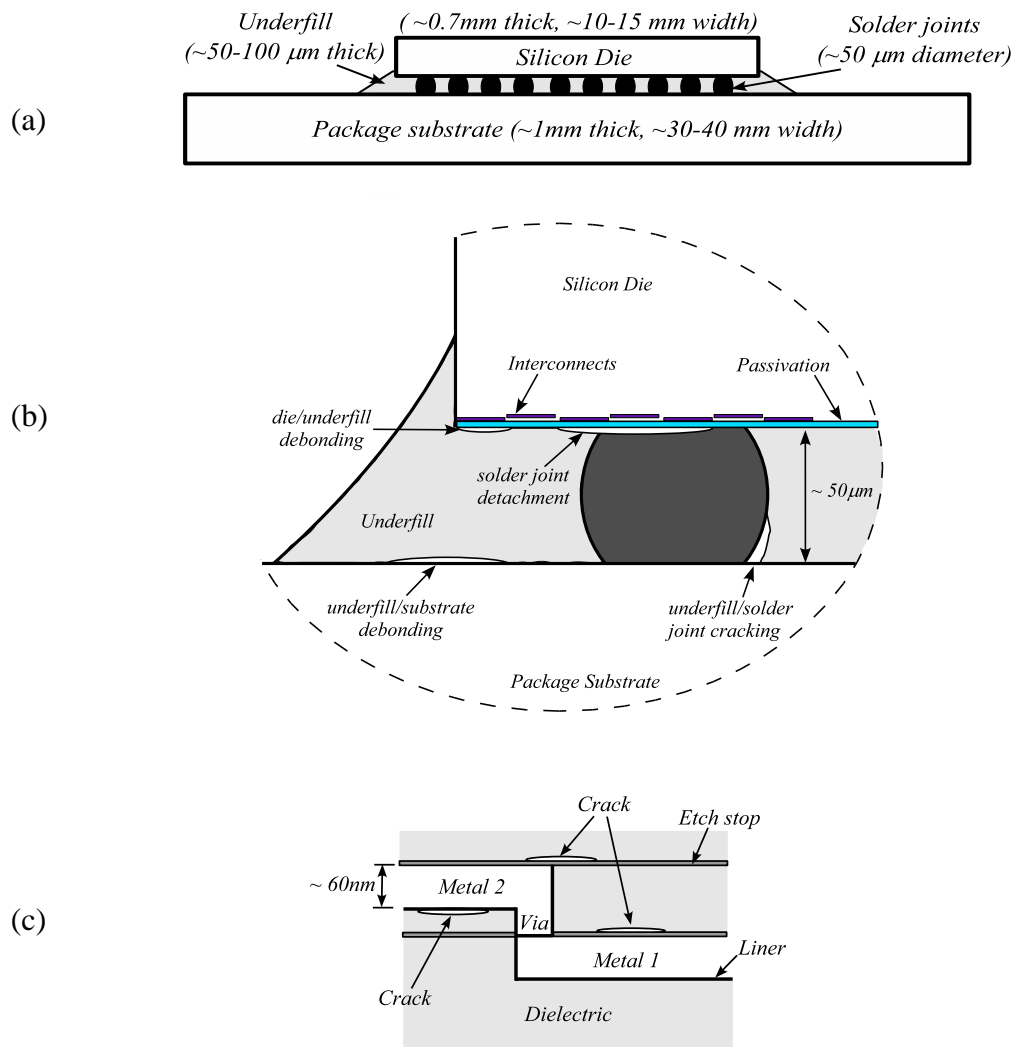 (a)
Underfill
(~50-100 μm thick)
( ~0.7mm thick, ~10-15 mm width)
Silicon Die
Solder joints
(~50 μm diameter)
Package substrate (~1mm thick, ~30-40 mm width)
(b)
Silicon Die
Interconnects
Passivation
die/underfill
debonding
solder joint
detachment
~ 50μm
Underfill
underfill/substrate
debonding
underfill/solder
joint cracking
Package Substrate
(c)
Crack
Etch stop
~ 60nm
Metal 2
Via
Metal 1
Liner
Crack
Dielectric